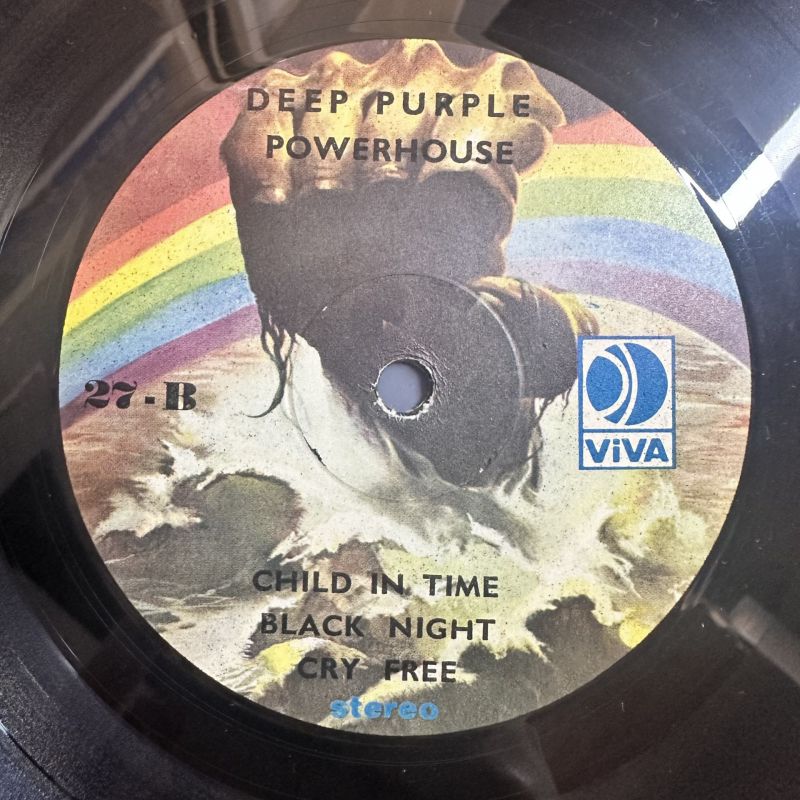 DEEP PURPLE
POWERHOUSE
27-B
ViVA
CHILD IN TIME
BLACK NIGHT
CRY FREE
stereo